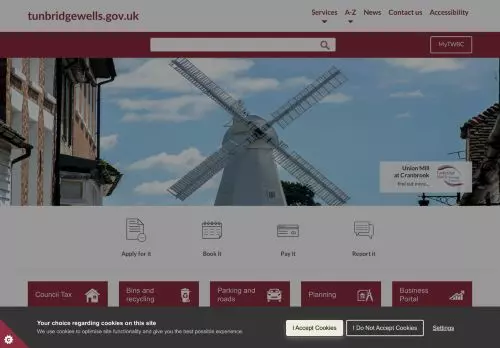 tunbridgewells.gov.uk
Services A-Z News Contact us Accessibility
MyTWBC
Union Mill
at Cranbrook
find out more...
Apply for it Book it Pay it Report it
Council Tax
Bins and
recycling
Parking and
roads
Planning
Business
Portal
Your choice regarding cookies on this site
We use cookies to optimise site functionality and give you the best possible experience.
I Accept Cookies
I Do Not Accept Cookies
Settings